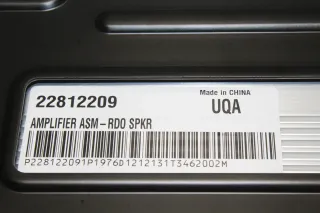 Made in CHINA
22812209
UQA
AMPLIFIER ASM-RDO SPKR
P228122091P1976D1212131T3462002M